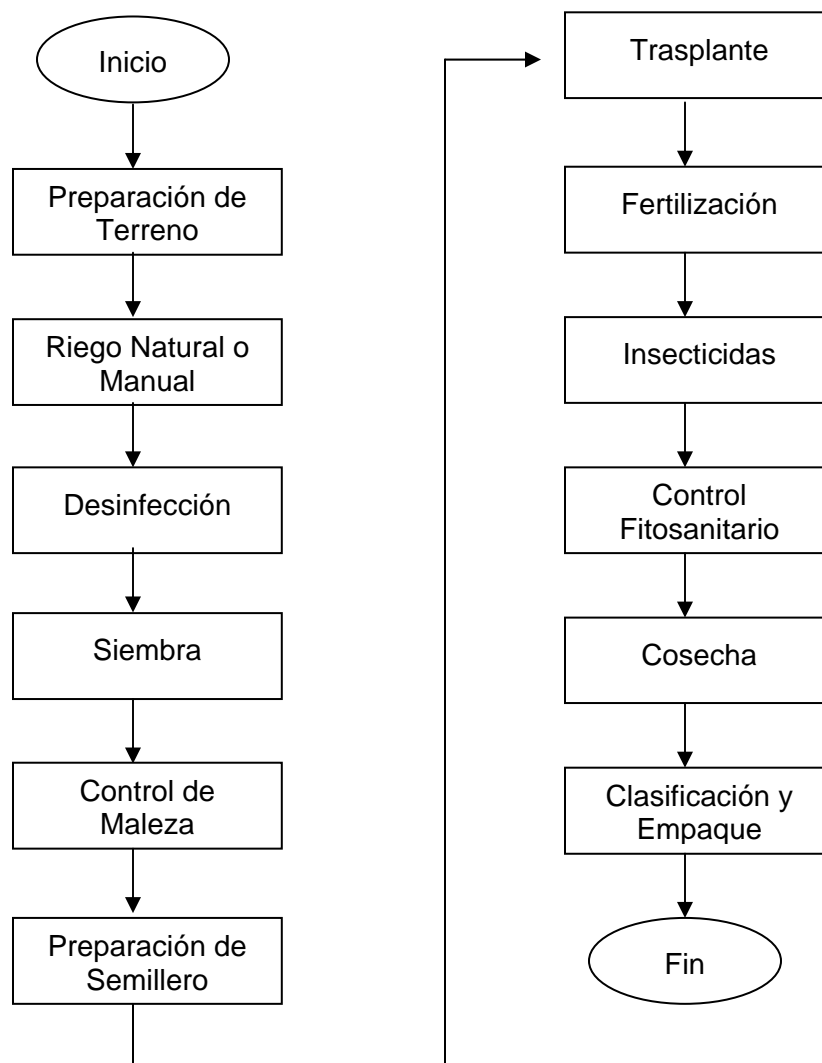 Inicio
Preparación de
Terreno
Riego Natural o
Manual
Desinfección
Siembra
Control de
Maleza
Preparación de
Semillero
Trasplante
Fertilización
Insecticidas
Control
Fitosanitario
Cosecha
Clasificación y
Empaque
Fin